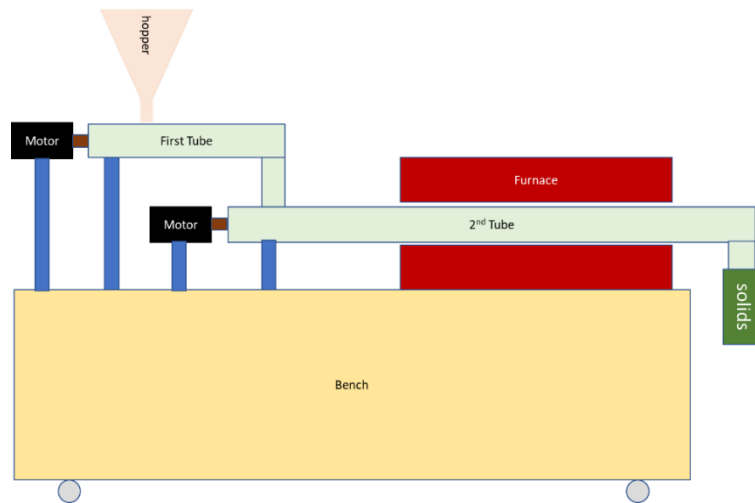 hopper
Motor
First Tube
Furnace
Motor
2nd Tube
solids
Bench